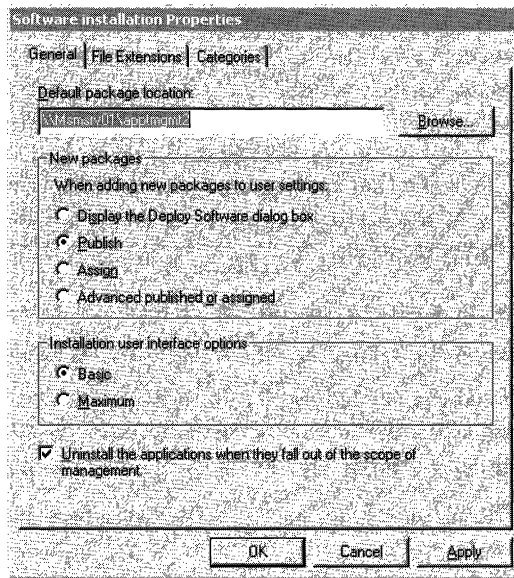 Software installation Properties
General File Extensions Categories
Default package location:
Browse...
New packages
When adding new packages to user settings:
Display the Deploy Software dialog box
Publish
Assign
Advanced published or assigned
Installation user interface options
Basic
Maximum
Uninstall the applications when they fall out of the scope of
management.
OK Cancel Apply